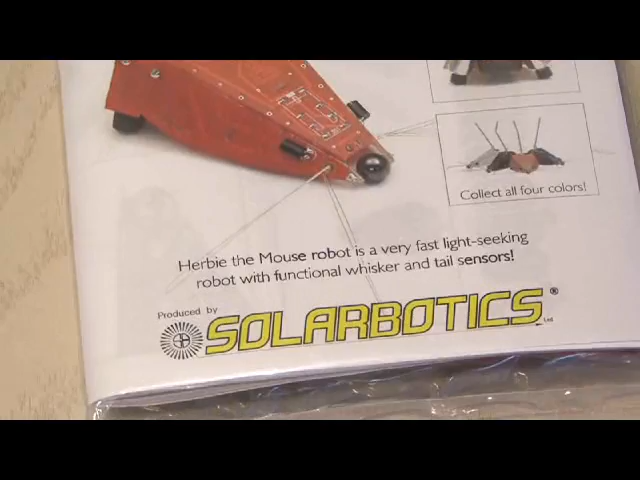 Collect all four colors!
Herbie the Mouse robot is a very fast light-seeking
robot with functional whisker and tail sensors!
Produced by
SOLARBOTICS®
Ltd